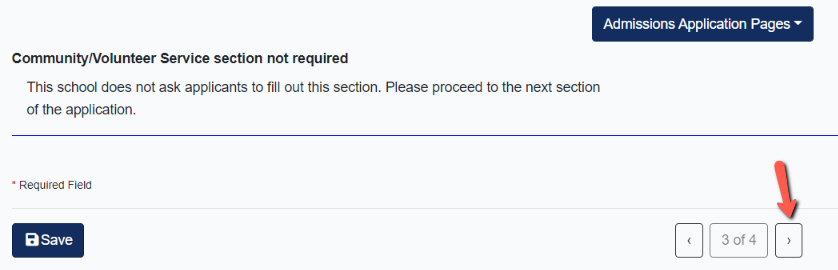 Admissions Application Pages
Community/Volunteer Service section not required
This school does not ask applicants to fill out this section. Please proceed to the next section
of the application.
* Required Field
Save
‹ 3 of 4 ›